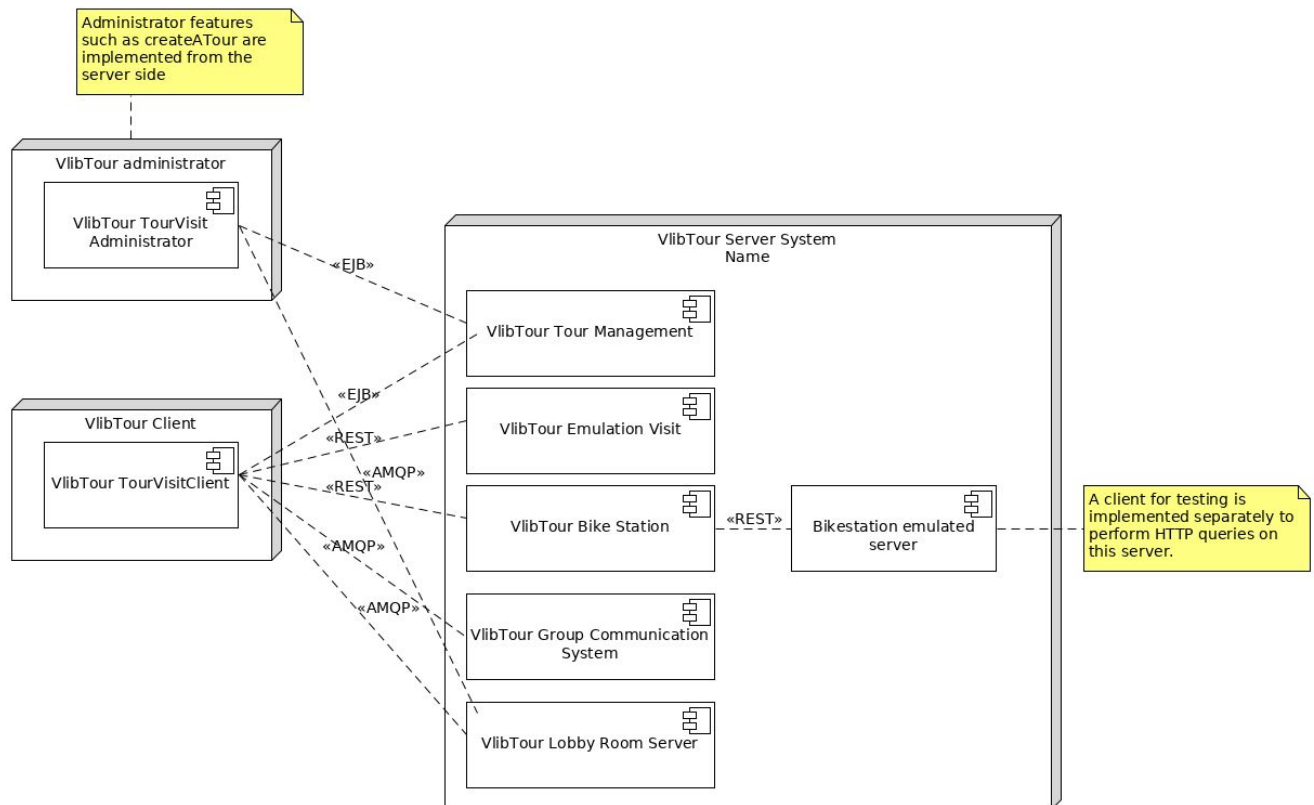 Administrator features
such as createATour are
implemented from the
server side
VlibTour administrator
VlibTour TourVisit
Administrator
VlibTour Server System
Name
«EJB»
VlibTour Tour Management
«EJB»
VlibTour Client
VlibTour TourVisitClient
«REST»
VlibTour Emulation Visit
«AMQP»
«REST»
VlibTour Bike Station
«REST»
Bikestation emulated
server
A client for testing is
implemented separately to
perform HTTP queries on
this server.
«AMQP»
«AMQP»
VlibTour Group Communication
System
VlibTour Lobby Room Server